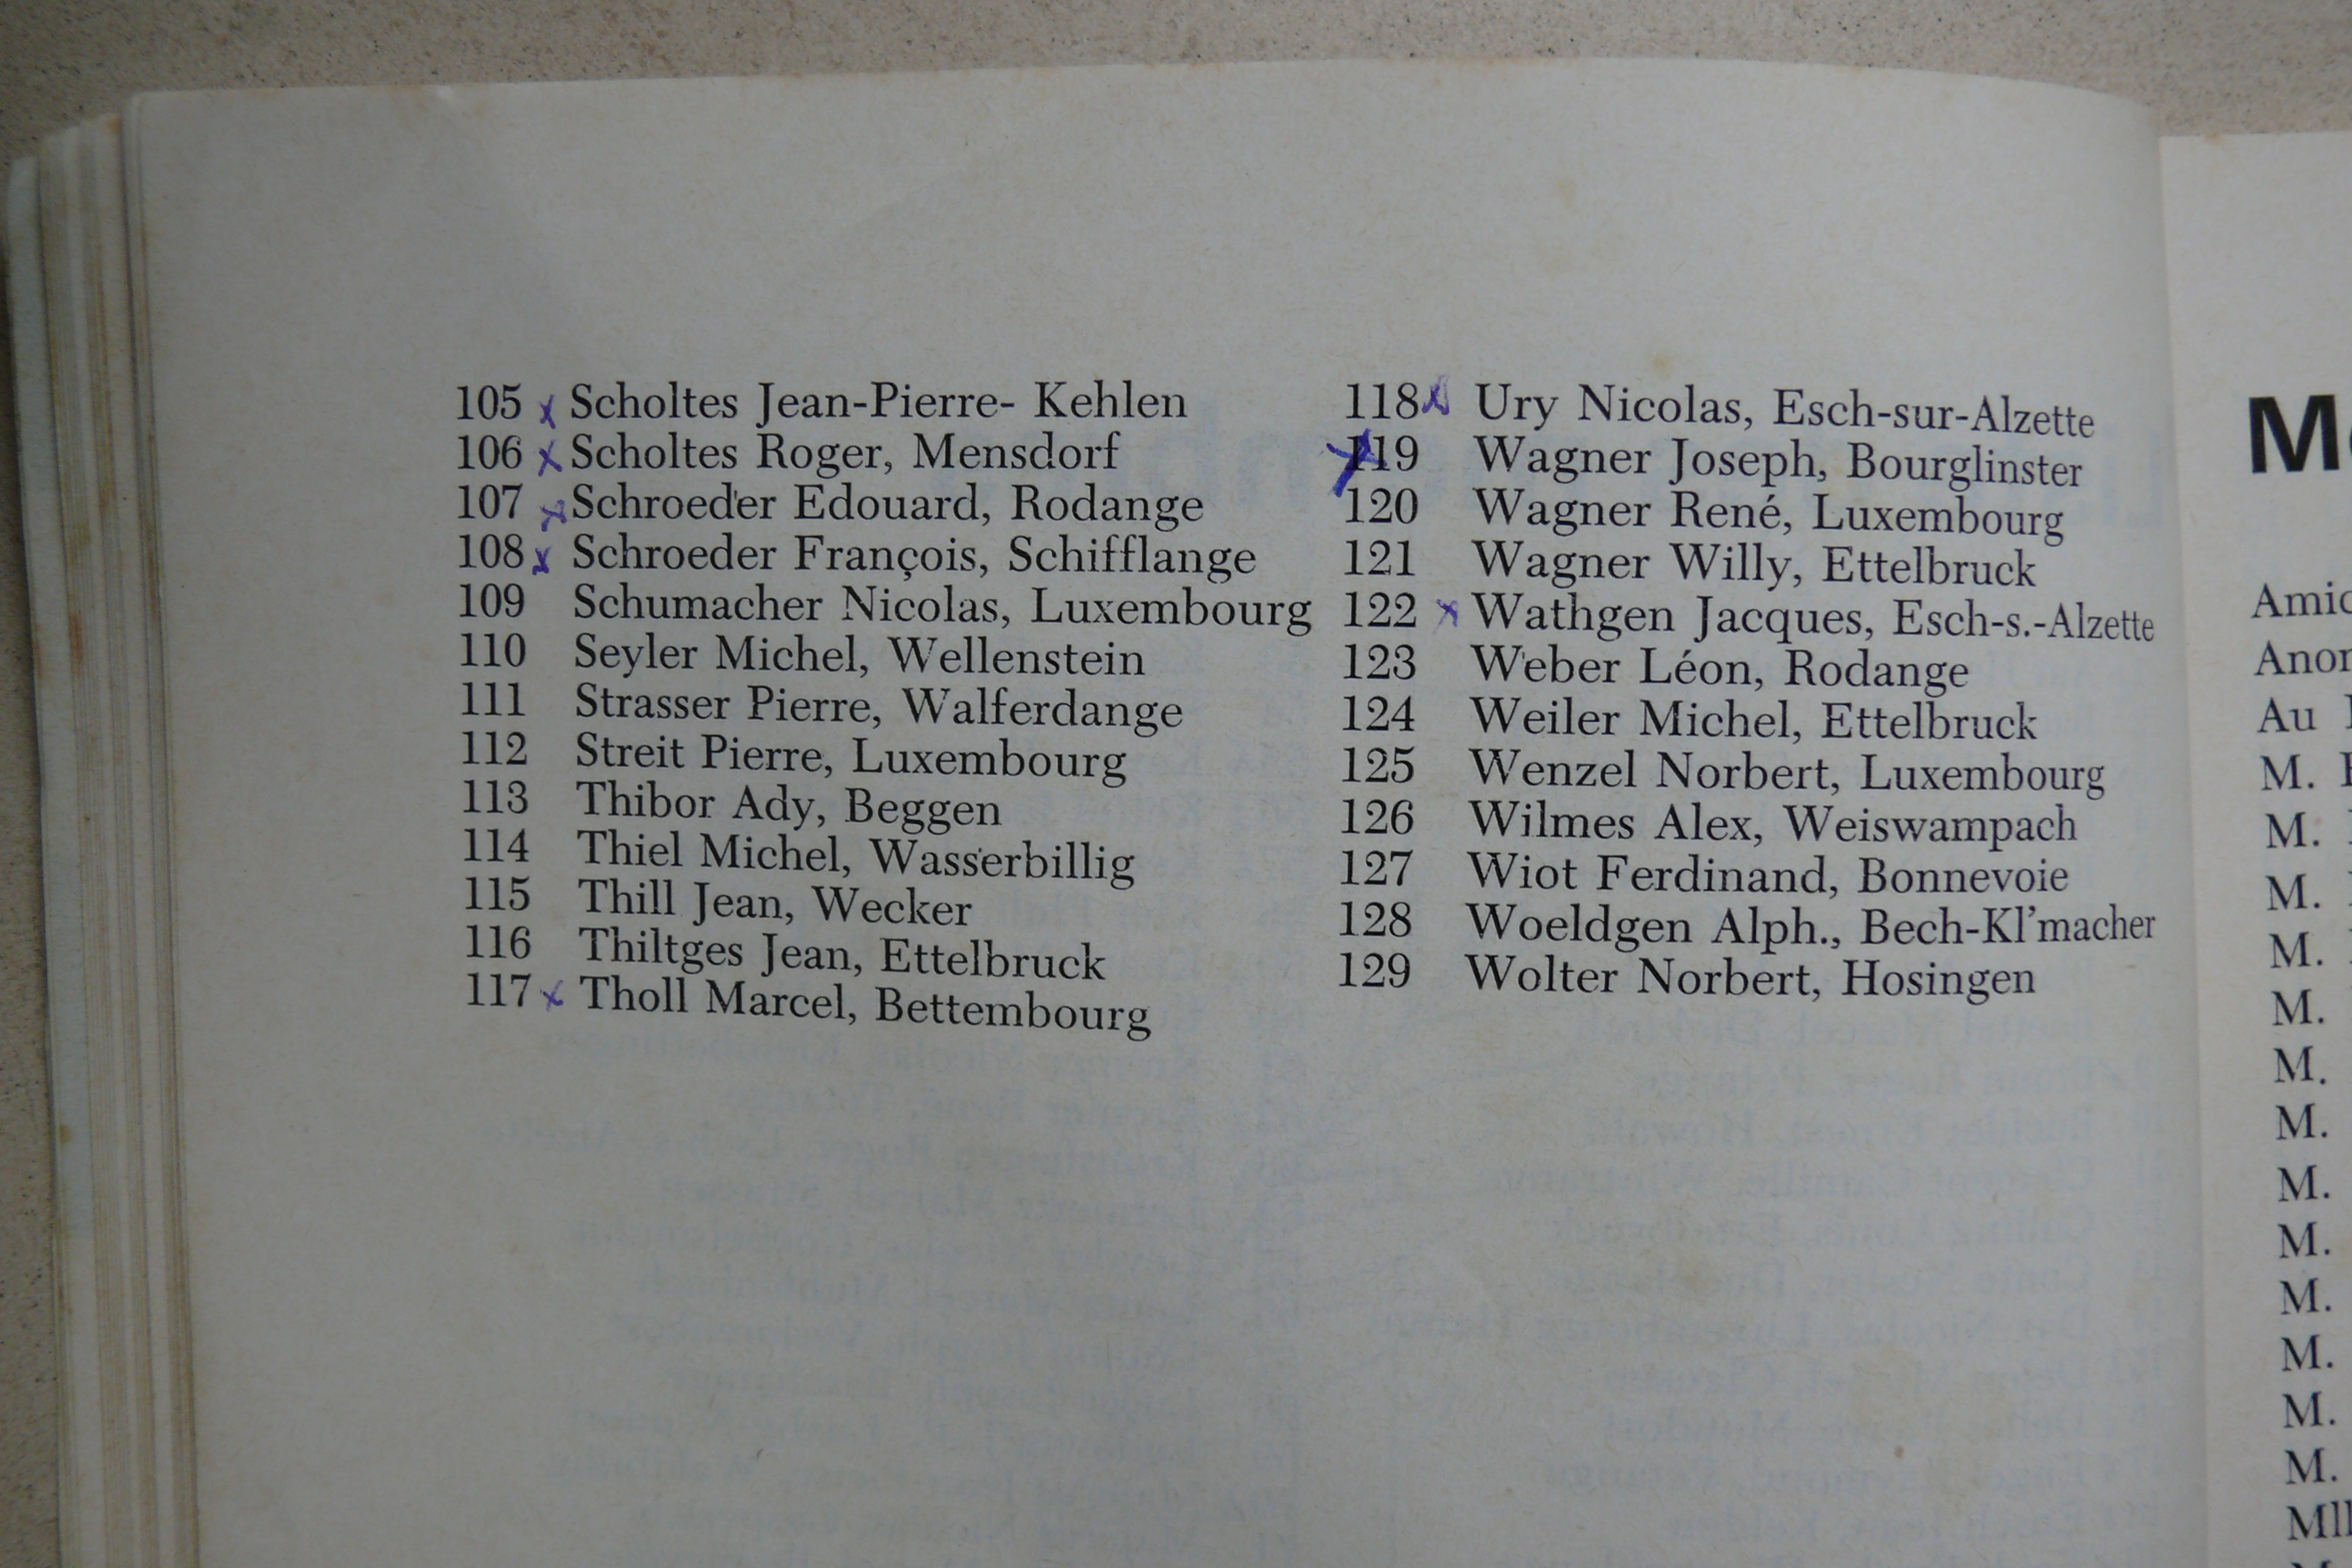 105 x Scholtes Jean-Pierre- Kehlen
106 x Scholtes Roger, Mensdorf
107 x Schroeder Edouard, Rodange
108 x Schroeder François, Schifflange
109 Schumacher Nicolas, Luxembourg
110 Seyler Michel, Wellenstein
111 Strasser Pierre, Walferdange
112 Streit Pierre, Luxembourg
113 Thibor Ady, Beggen
114 Thiel Michel, Wasserbillig
115 Thill Jean, Wecker
116 Thiltges Jean, Ettelbruck
117 x Tholl Marcel, Bettembourg
118 x Ury Nicolas, Esch-sur-Alzette
x 119 Wagner Joseph, Bourglinster
120 Wagner René, Luxembourg
121 Wagner Willy, Ettelbruck
122 x Wathgen Jacques, Esch-s.-Alzette
123 Weber Léon, Rodange
124 Weiler Michel, Ettelbruck
125 Wenzel Norbert, Luxembourg
126 Wilmes Alex, Weiswampach
127 Wiot Ferdinand, Bonnevoie
128 Woeldgen Alph., Bech-Kl'macher
129 Wolter Norbert, Hosingen
Au
M.
M.
M.
M.
M.
M.
M.
M.
M.
M.
M.
M.
M.